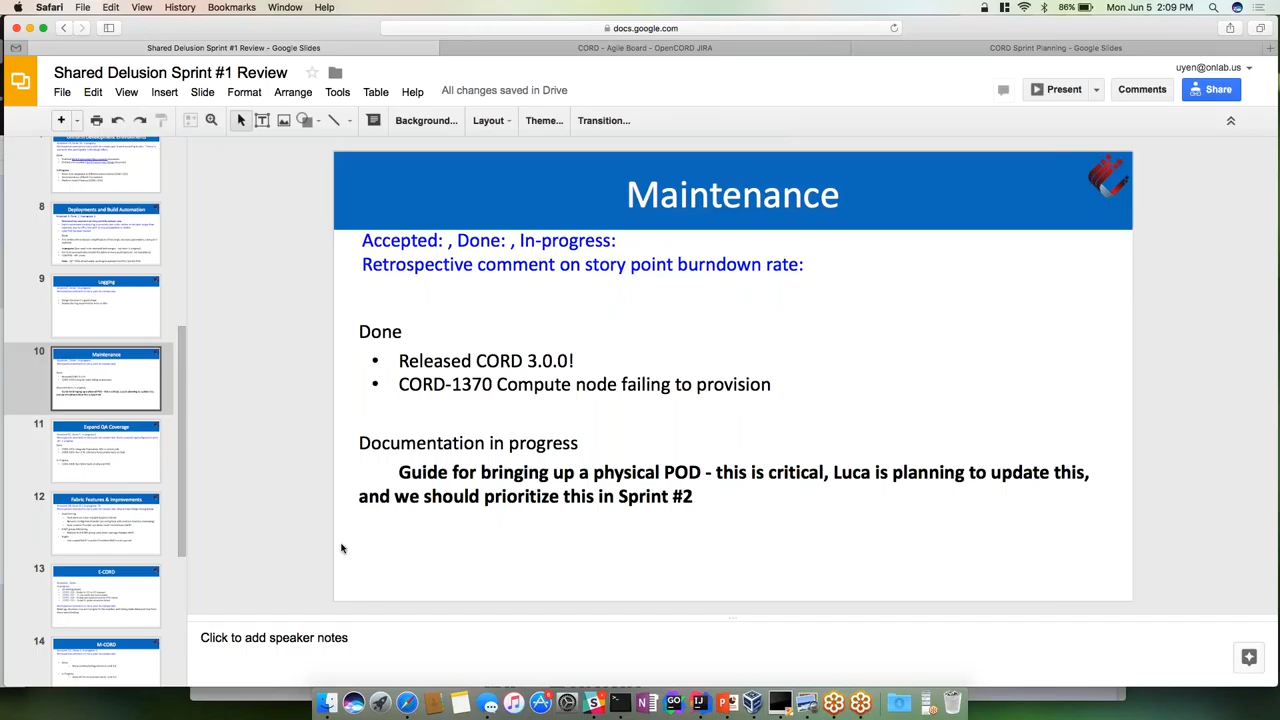 Safari File Edit View History Bookmarks Window Help 86% Mon Jun 5 2:09 PM
docs.google.com
Shared Delusion Sprint #1 Review - Google Slides
CORD - Agile Board - OpenCORD JIRA
CORD Sprint Planning - Google Slides
Shared Delusion Sprint #1 Review
uyen@onlab.us
File Edit View Insert Slide Format Arrange Tools Table Help All changes saved in Drive
Present Comments Share
Background... Layout Theme... Transition...
8
Deployments and Build Automation
9
Logging
10
Maintenance
11
Expand QA Coverage
12
Fabric Features & Improvements
13
E-CORD
14
M-CORD
Maintenance
Accepted: , Done: , In-progress:
Retrospective comment on story point burndown rate:
Done
• Released CORD 3.0.0!
• CORD-1370 Compute node failing to provision
Documentation in progress
Guide for bringing up a physical POD - this is critical, Luca is planning to update this,
and we should prioritize this in Sprint #2
Click to add speaker notes